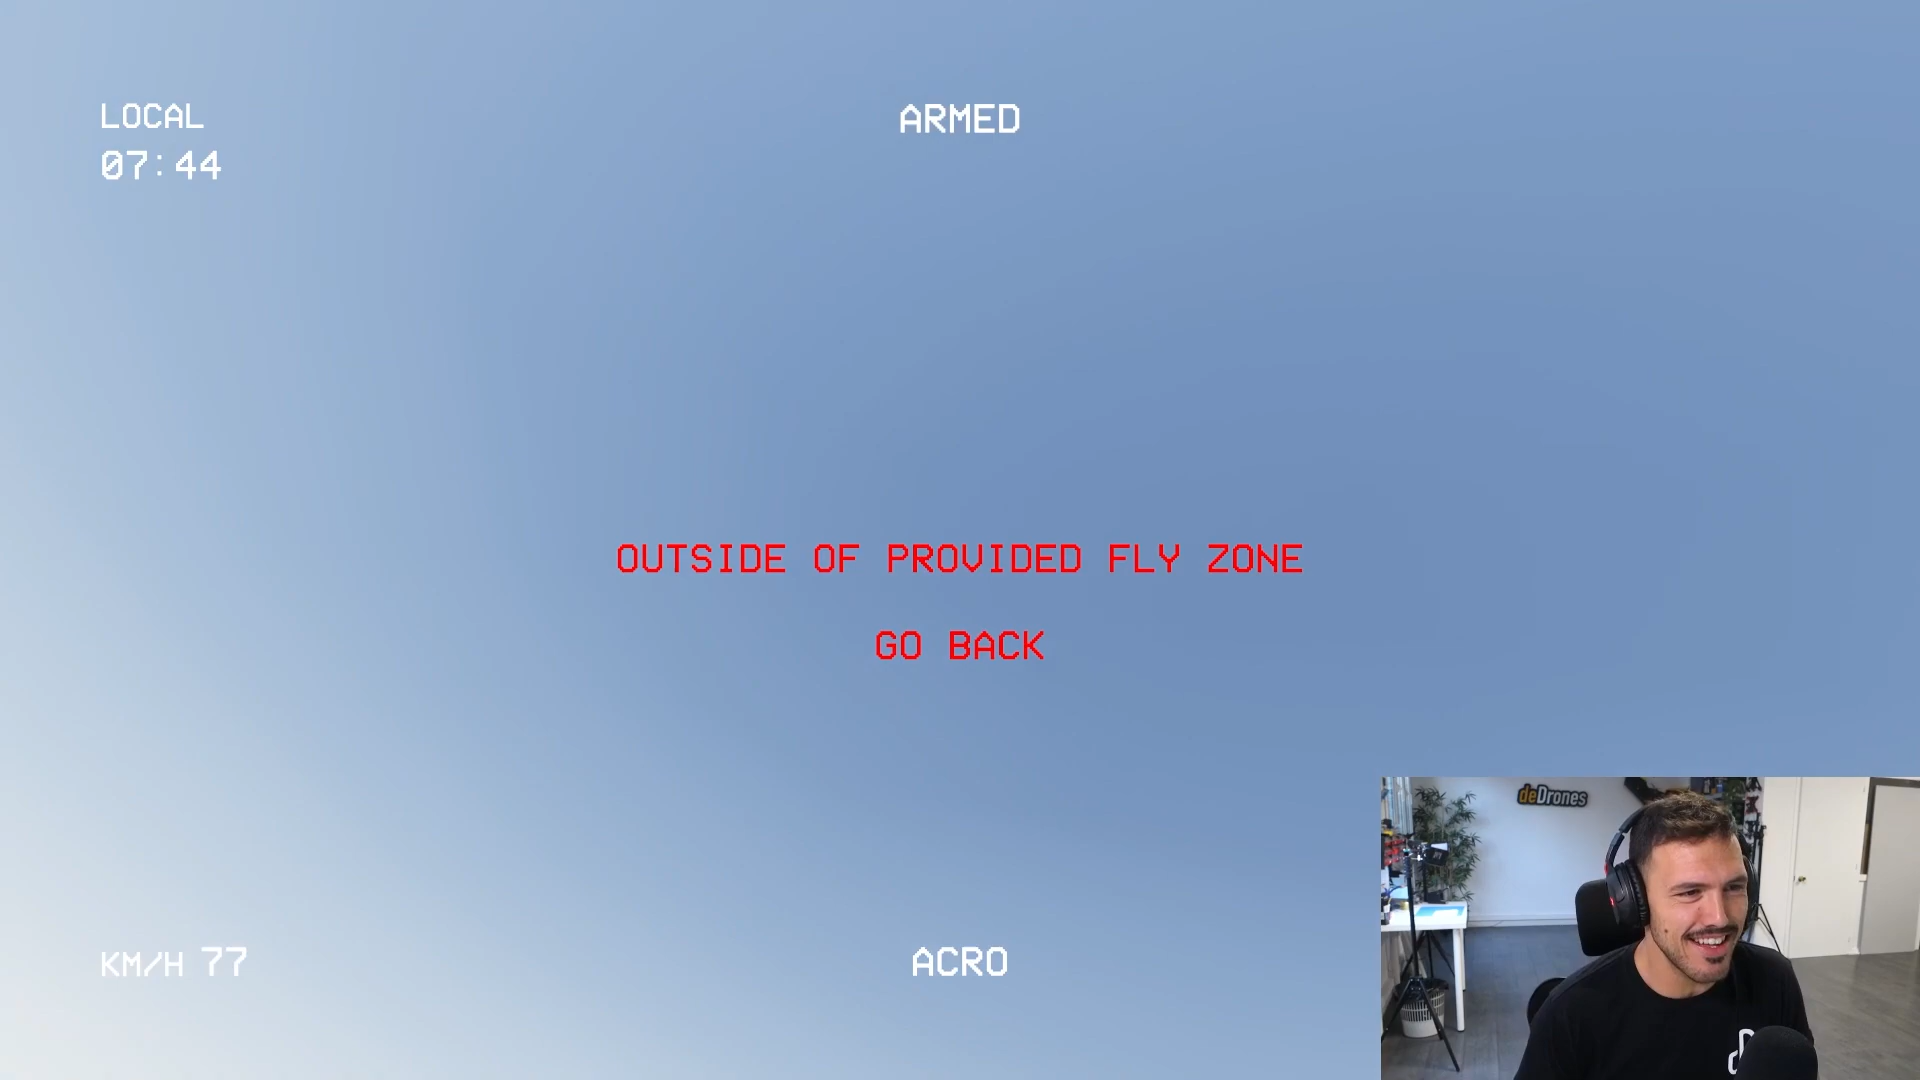 LOCAL
07:44
ARMED
OUTSIDE OF PROVIDED FLY ZONE
GO BACK
KM/H 77
ACRO
deDrones